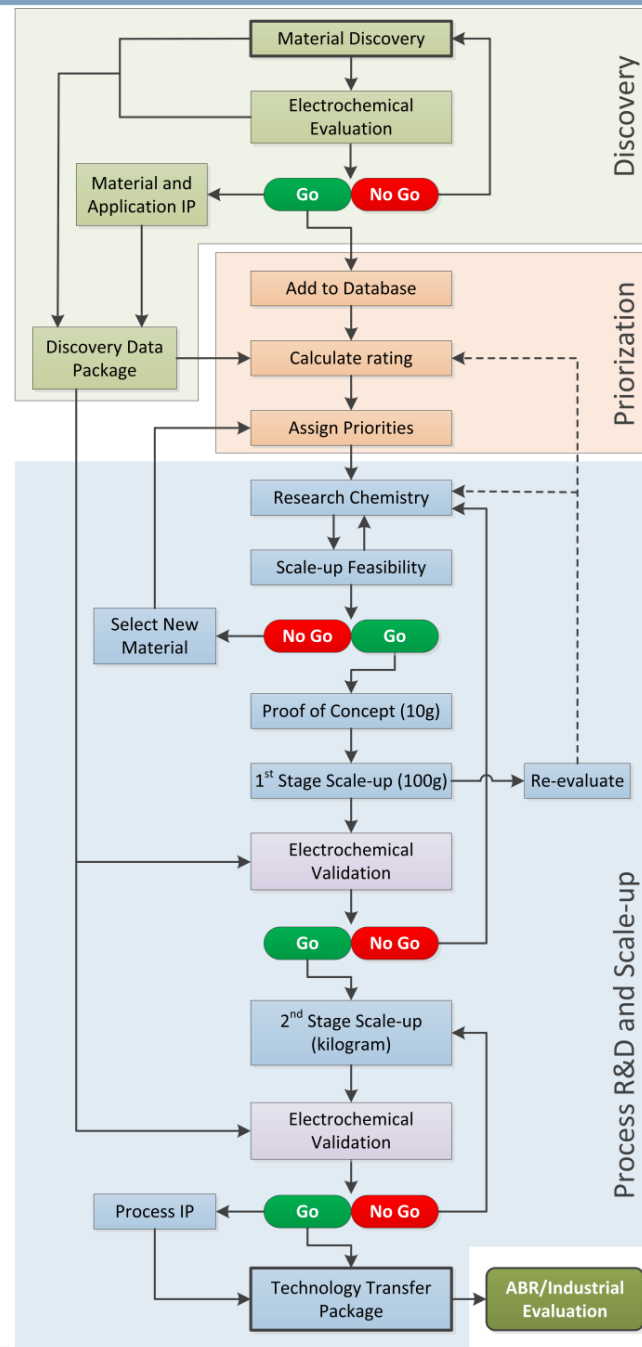 Material Discovery
Electrochemical
Evaluation
Go
No Go
Material and
Application IP
Discovery Data
Package
Discovery
Add to Database
Calculate rating
Assign Priorities
Priorization
Research Chemistry
Scale-up Feasibility
No Go
Go
Select New
Material
Proof of Concept (10g)
1st Stage Scale-up (100g)
Re-evaluate
Electrochemical
Validation
Go
No Go
2nd Stage Scale-up
(kilogram)
Electrochemical
Validation
Process IP
Go
No Go
Technology Transfer
Package
Process R&D and Scale-up
ABR/Industrial
Evaluation